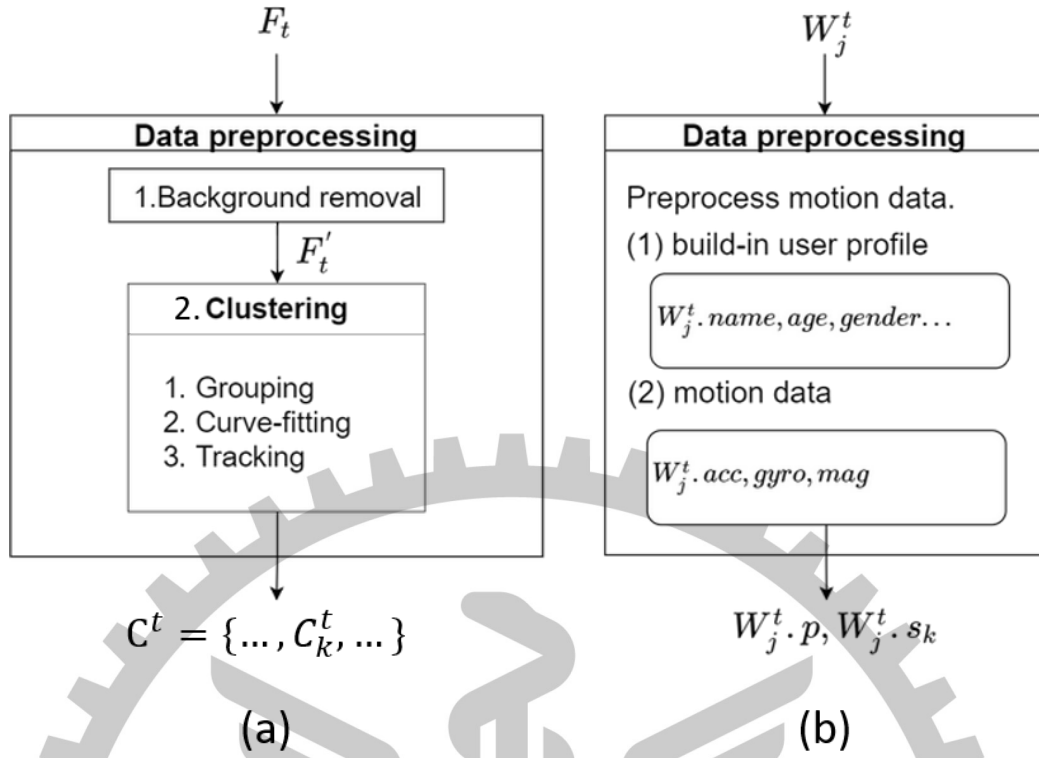 F_t
Data preprocessing
1.Background removal
F_t'
2. Clustering
1. Grouping
2. Curve-fitting
3. Tracking
C^t = {…, C_k^t, …}
(a)
W_j^t
Data preprocessing
Preprocess motion data.
(1) build-in user profile
W_j^t. name, age, gender…
(2) motion data
W_j^t. acc, gyro, mag
W_j^t. p, W_j^t. s_k
(b)